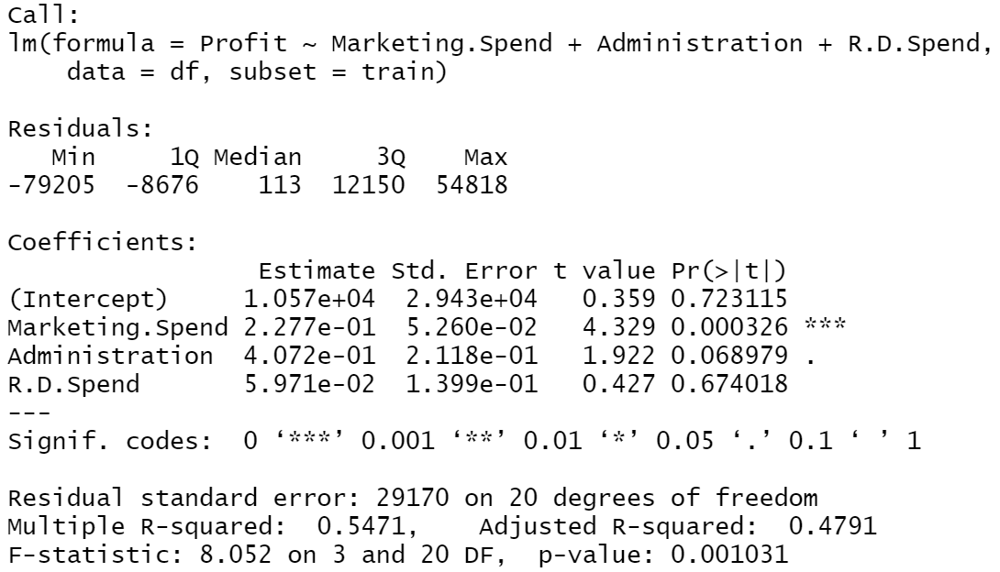 Call:
lm(formula = Profit ~ Marketing.Spend + Administration + R.D.Spend,
    data = df, subset = train)

Residuals:
   Min     1Q Median     3Q    Max
-79205  -8676    113  12150  54818

Coefficients:
                 Estimate Std. Error t value Pr(>|t|)
(Intercept)     1.057e+04  2.943e+04   0.359 0.723115
Marketing.Spend 2.277e-01  5.260e-02   4.329 0.000326 ***
Administration  4.072e-01  2.118e-01   1.922 0.068979 .
R.D.Spend       5.971e-02  1.399e-01   0.427 0.674018
---
Signif. codes:  0 ‘***’ 0.001 ‘**’ 0.01 ‘*’ 0.05 ‘.’ 0.1 ‘ ’ 1

Residual standard error: 29170 on 20 degrees of freedom
Multiple R-squared:  0.5471,    Adjusted R-squared:  0.4791
F-statistic: 8.052 on 3 and 20 DF,  p-value: 0.001031